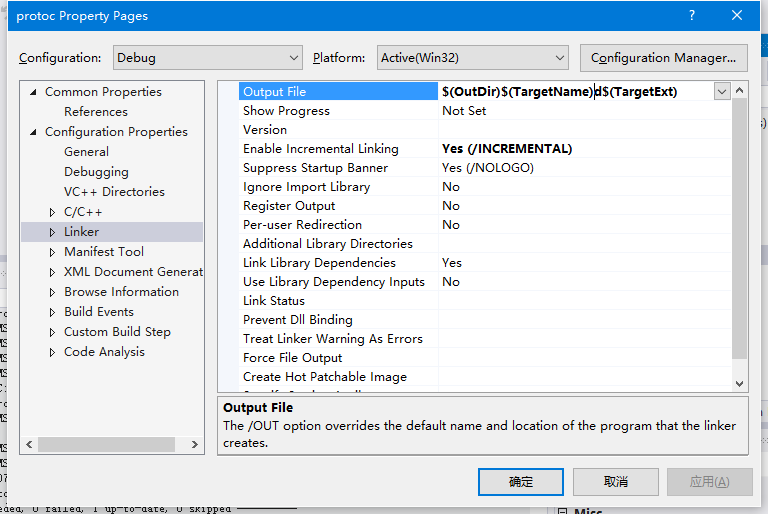 protoc Property Pages
Configuration: Debug Platform: Active(Win32) Configuration Manager...
Common Properties
References
Configuration Properties
General
Debugging
VC++ Directories
C/C++
Linker
Manifest Tool
XML Document Generat
Browse Information
Build Events
Custom Build Step
Code Analysis
Output File $(OutDir)$(TargetName)d$(TargetExt)
Show Progress Not Set
Version
Enable Incremental Linking Yes (/INCREMENTAL)
Suppress Startup Banner Yes (/NOLOGO)
Ignore Import Library No
Register Output No
Per-user Redirection No
Additional Library Directories
Link Library Dependencies Yes
Use Library Dependency Inputs No
Link Status
Prevent Dll Binding
Treat Linker Warning As Errors
Force File Output
Create Hot Patchable Image
Output File
The /OUT option overrides the default name and location of the program that the linker
creates.
确定 取消 应用(A)
eded, 0 failed, 1 up-to-date, 0 skipped
Misc